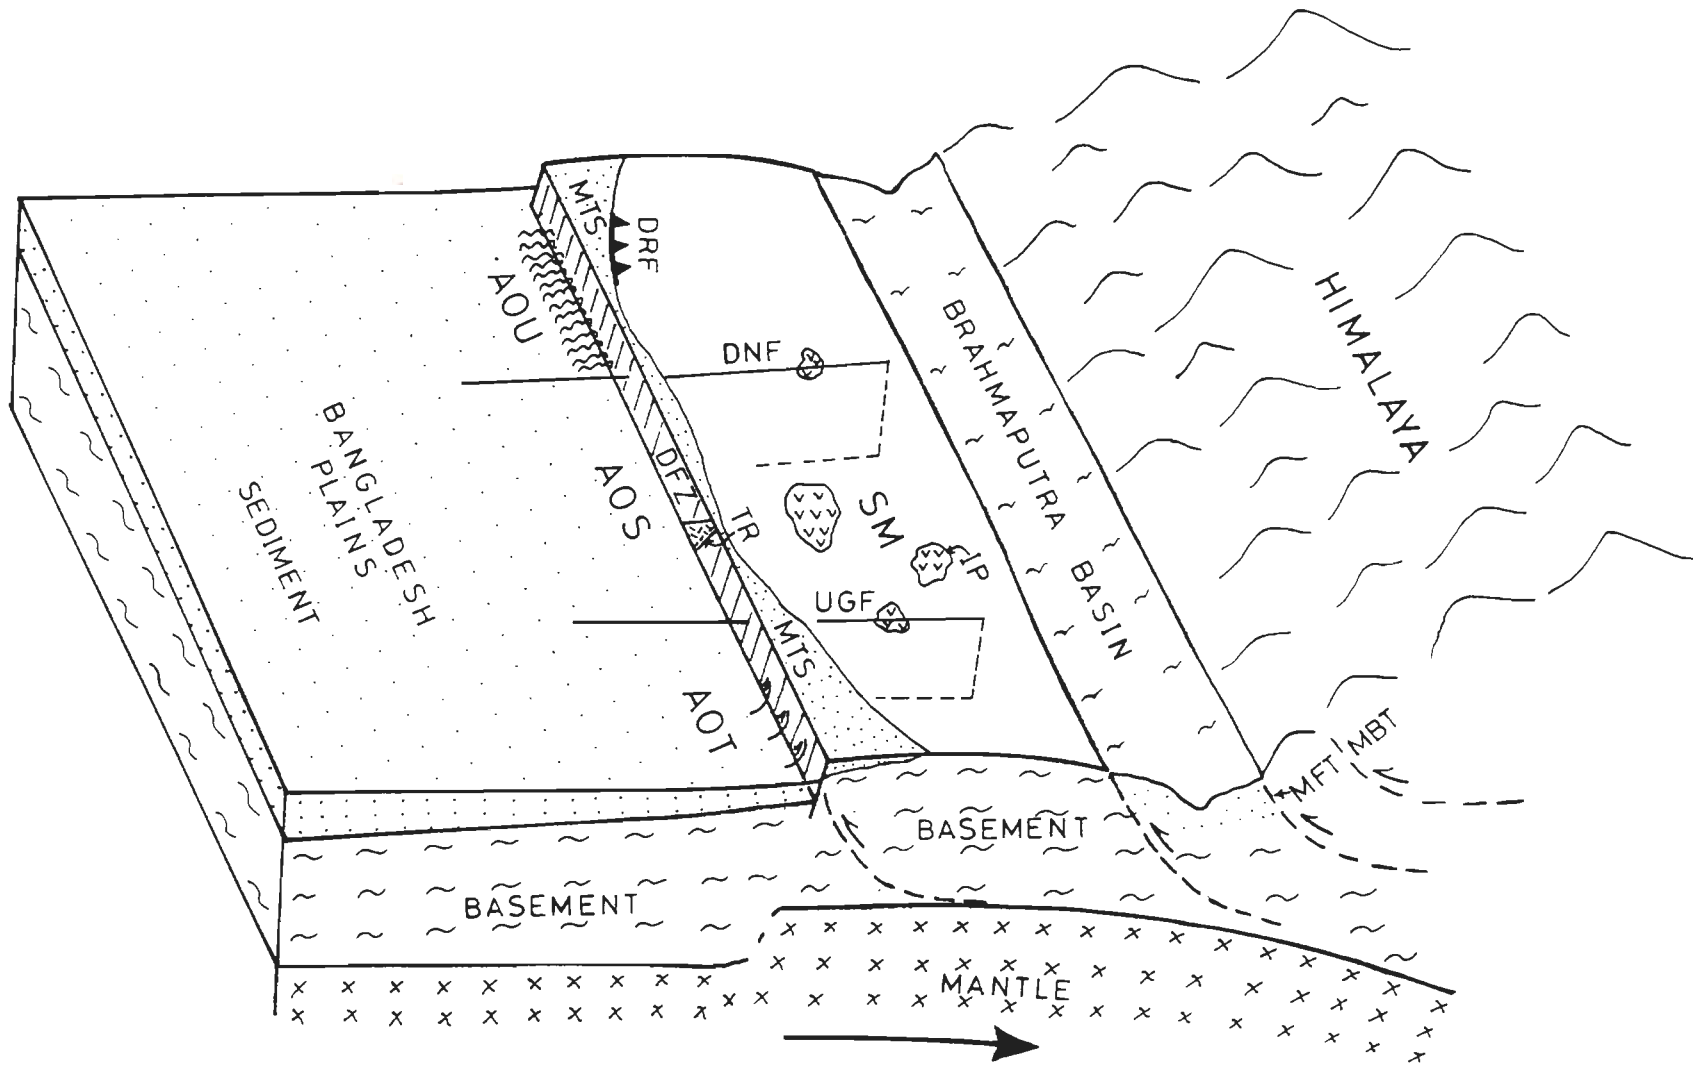 MTS
DRF
AOU
DNF
HIMALAYA
BRAHMAPUTRA BASIN
BANGLADESH
PLAINS
SEDIMENT
DFZ
AOS
TR
SM
IP
UGF
MTS
AOT
MBT
MFT
BASEMENT
BASEMENT
MANTLE